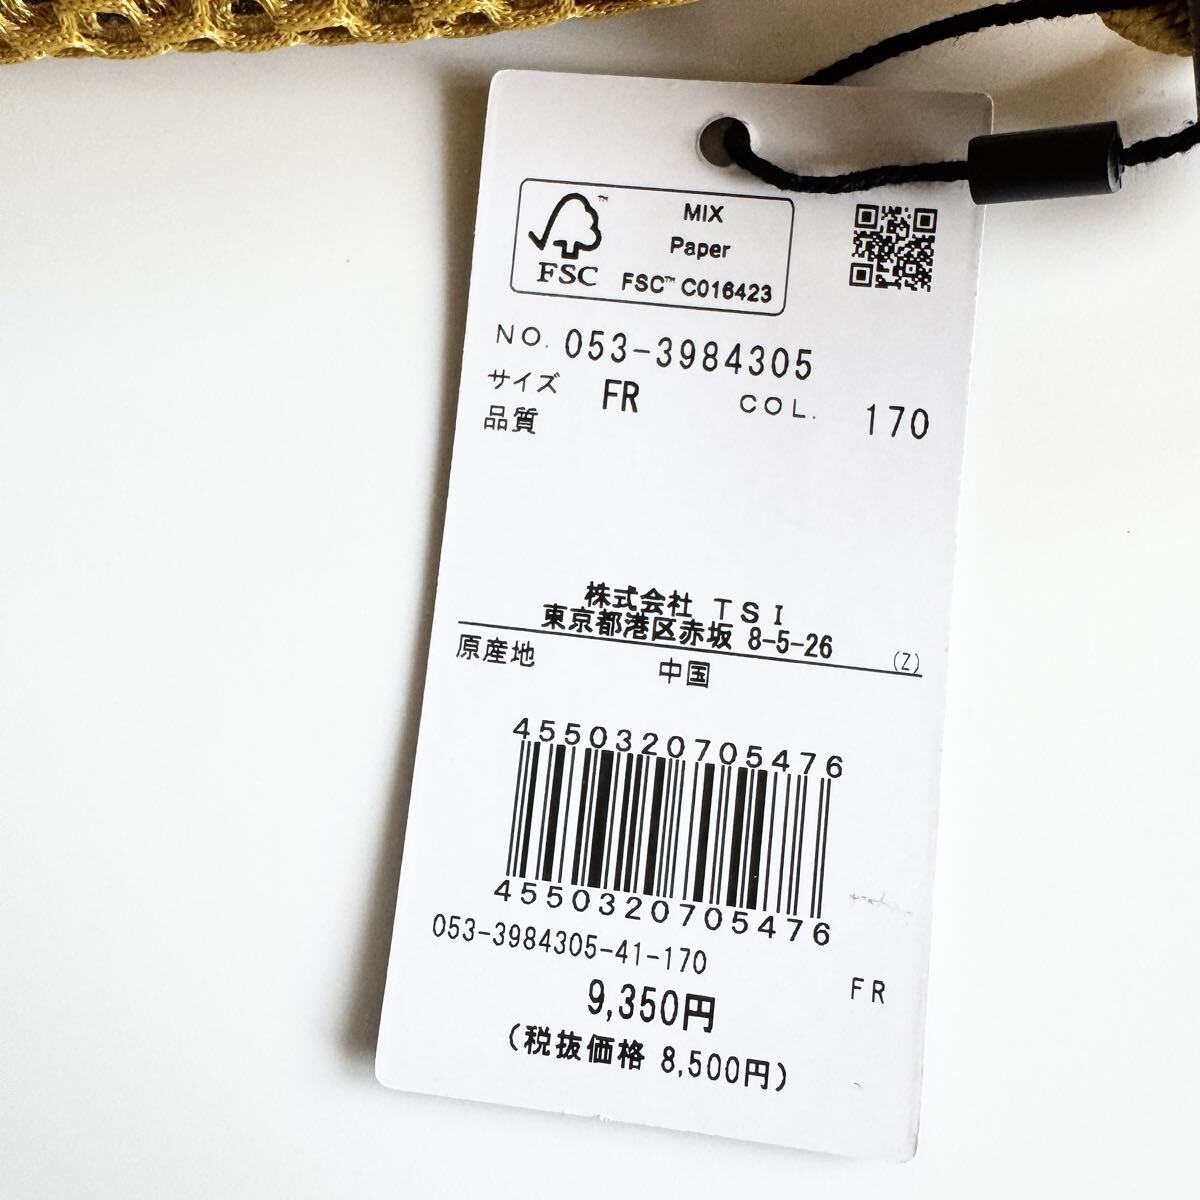 MIX
Paper
FSC™ C016423
FSC
NO. 053-3984305
サイズ FR COL. 170
品質
株式会社 TSI
東京都港区赤坂 8-5-26 (Z)
原産地 中国
4550320705476
4550320705476
053-3984305-41-170
FR
9,350円
(税抜価格 8,500円)